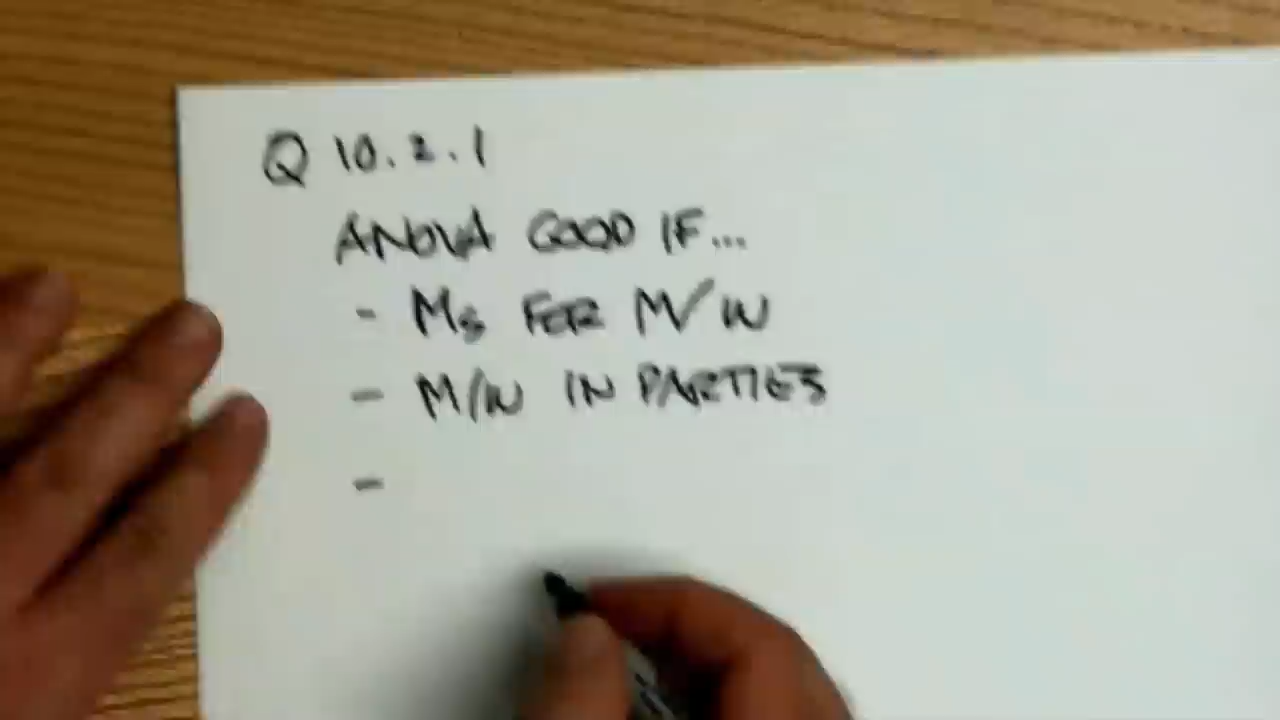 Q 10.2.1
ANOVA GOOD IF...
- Ms FOR M/W
- M/W IN PARTIES
-